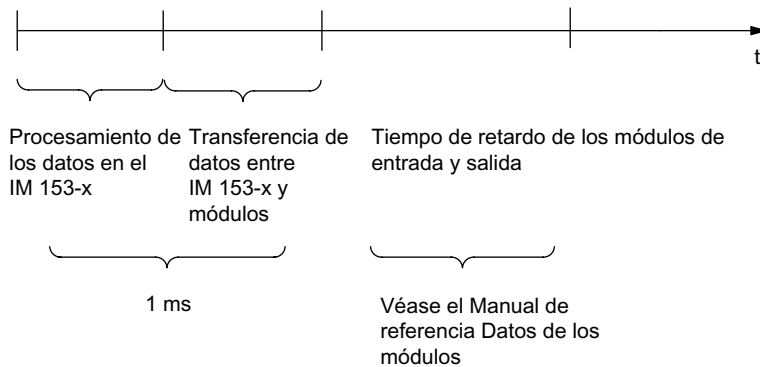 t
Procesamiento de
los datos en el
IM 153-x
Transferencia de
datos entre
IM 153-x y
módulos
Tiempo de retardo de los módulos de
entrada y salida
1 ms
Véase el Manual de
referencia Datos de los
módulos